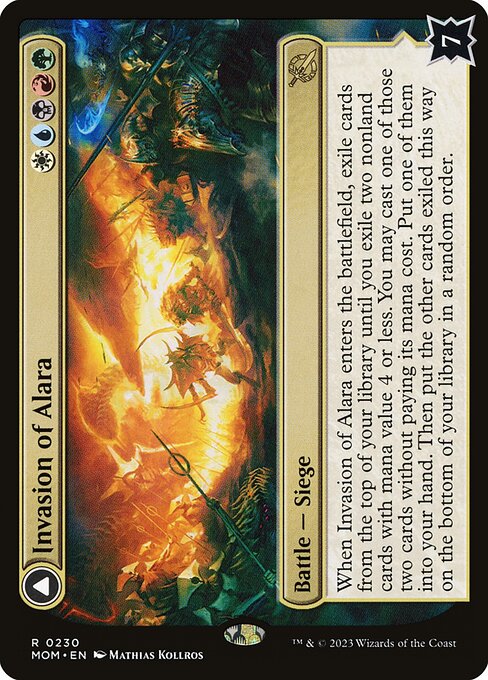 Invasion of Alara
Battle — Siege
When Invasion of Alara enters the battlefield, exile cards
from the top of your library until you exile two nonland
cards with mana value 4 or less. You may cast one of those
two cards without paying its mana cost. Put one of them
into your hand. Then put the other cards exiled this way
on the bottom of your library in a random order.
7
R 0230
MOM • EN Mathias Kollros
™ & © 2023 Wizards of the Coast